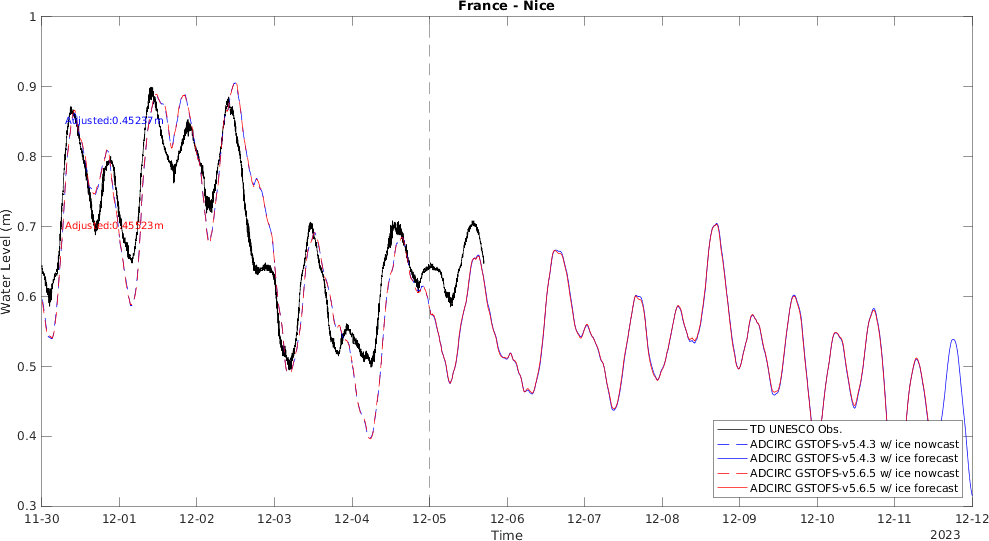 France - Nice
1
0.9
0.8
0.7
0.6
0.5
0.4
0.3
Water Level (m)
Adjusted:0.45237m
Adjusted:0.45523m
TD UNESCO Obs.
ADCIRC GSTOFS-v5.4.3 w/ ice nowcast
ADCIRC GSTOFS-v5.4.3 w/ ice forecast
ADCIRC GSTOFS-v5.6.5 w/ ice nowcast
ADCIRC GSTOFS-v5.6.5 w/ ice forecast
11-30 12-01 12-02 12-03 12-04 12-05 12-06 12-07 12-08 12-09 12-10 12-11 12-12
Time
2023